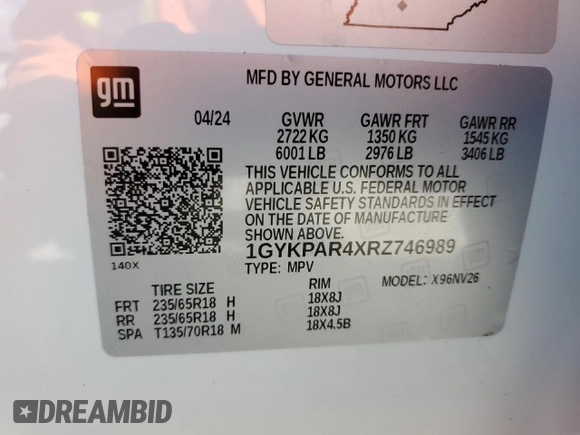 gm
MFD BY GENERAL MOTORS LLC
04/24 GVWR GAWR FRT GAWR RR
2722 KG 1350 KG 1545 KG
6001 LB 2976 LB 3406 LB
THIS VEHICLE CONFORMS TO ALL
APPLICABLE U.S. FEDERAL MOTOR
VEHICLE SAFETY STANDARDS IN EFFECT
ON THE DATE OF MANUFACTURE
SHOWN ABOVE.
1GYKPAR4XRZ746989
140X TYPE: MPV MODEL: X96NV26
TIRE SIZE RIM
FRT 235/65R18 H 18X8J
RR 235/65R18 H 18X8J
SPA T135/70R18 M 18X4.5B
DREAMBID